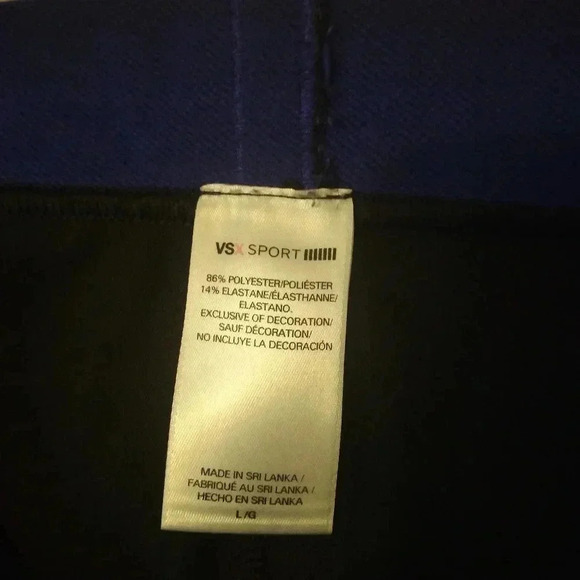 VSX SPORT
86% POLYESTER/POLIÉSTER
14% ELASTANE/ÉLASTHANNE/
ELASTANO.
EXCLUSIVE OF DECORATION/
SAUF DÉCORATION/
NO INCLUYE LA DECORACIÓN
MADE IN SRI LANKA /
FABRIQUÉ AU SRI LANKA /
HECHO EN SRI LANKA
L /G